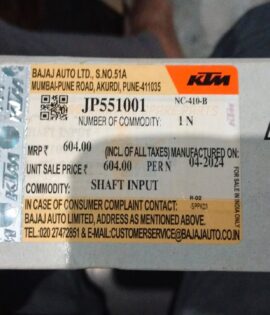 BAJAJ AUTO LTD., S.NO.51A
MUMBAI-PUNE ROAD, AKURDI, PUNE-411035
KTM
JP551001 NC-410-B
NUMBER OF COMMODITY: 1 N
MRP ₹ 604.00 (INCL.OF ALL TAXES) MANUFACTURED ON:
UNIT SALE PRICE ₹ 604.00 PER N 04-2024
COMMODITY: SHAFT INPUT
R-02
IN CASE OF CONSUMER COMPLAINT CONTACT:
BAJAJ AUTO LIMITED, ADDRESS AS MENTIONED ABOVE.
TEL:020 27472851 & E-MAIL:CUSTOMERSERVICE@BAJAJAUTO.CO.IN
FOR SALE IN INDIA ONLY
KTM
KTM